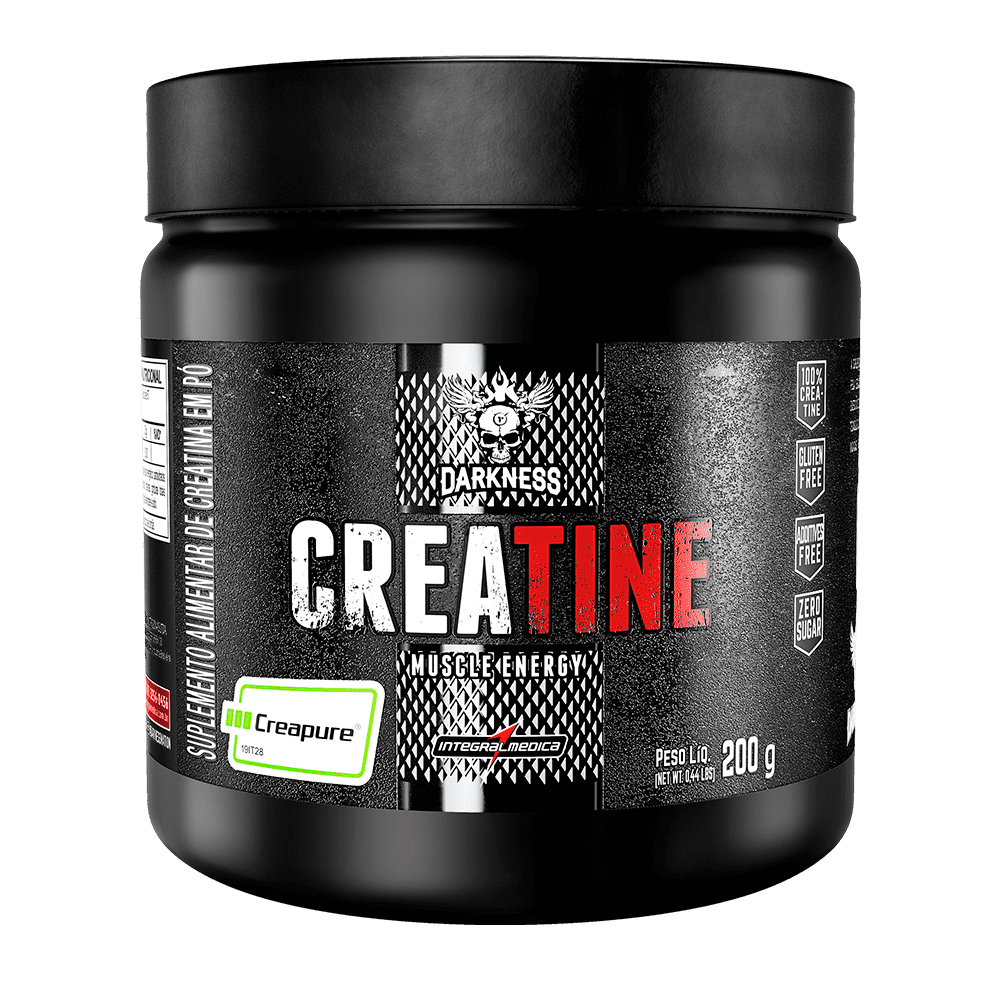 SUPLEMENTO ALIMENTAR DE CREATINA EM PÓ
DARKNESS
CREATINE
MUSCLE ENERGY
INTEGRALMEDICA
Creapure®
19IT28
PESO LÍQ.
(NET WT. 0,44 LBS)
200 g
100%
CREA-
TINE
GLUTEN
FREE
ADDITIVES
FREE
ZERO
SUGAR